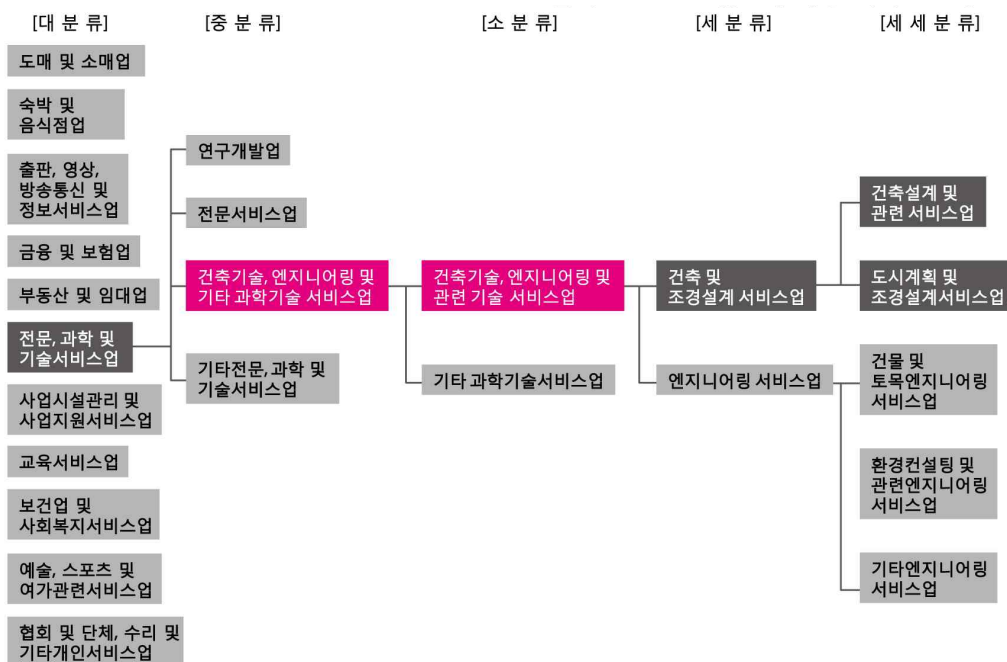 [대 분 류]
[중 분 류]
[소 분 류]
[세 분 류]
[세 세 분 류]
도매 및 소매업
숙박 및
음식점업
출판, 영상,
방송통신 및
정보서비스업
금융 및 보험업
부동산 및 임대업
전문, 과학 및
기술서비스업
사업시설관리 및
사업지원서비스업
교육서비스업
보건업 및
사회복지서비스업
예술, 스포츠 및
여가관련서비스업
협회 및 단체, 수리 및
기타개인서비스업
연구개발업
전문서비스업
건축기술, 엔지니어링 및
기타 과학기술 서비스업
기타전문, 과학 및
기술서비스업
건축기술, 엔지니어링 및
관련 기술 서비스업
기타 과학기술서비스업
건축 및
조경설계 서비스업
엔지니어링 서비스업
건축설계 및
관련 서비스업
도시계획 및
조경설계서비스업
건물 및
토목엔지니어링
서비스업
환경컨설팅 및
관련엔지니어링
서비스업
기타엔지니어링
서비스업